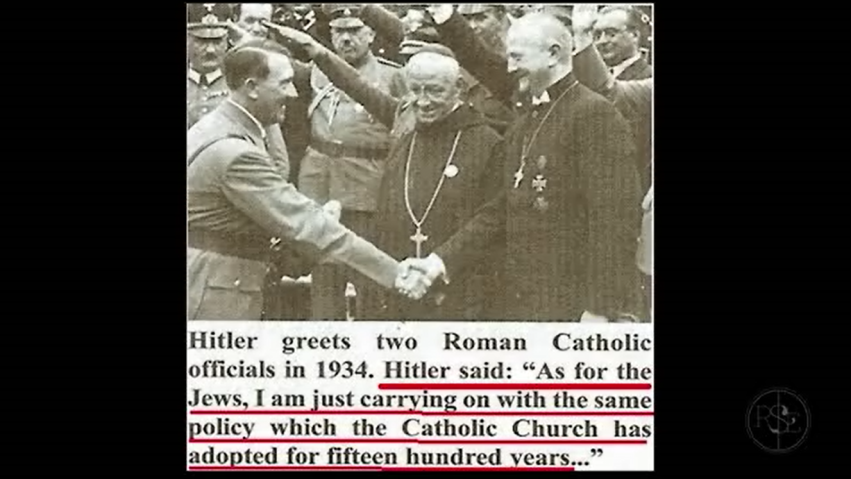 Hitler greets two Roman Catholic
officials in 1934. Hitler said: “As for the
Jews, I am just carrying on with the same
policy which the Catholic Church has
adopted for fifteen hundred years...”
RSE